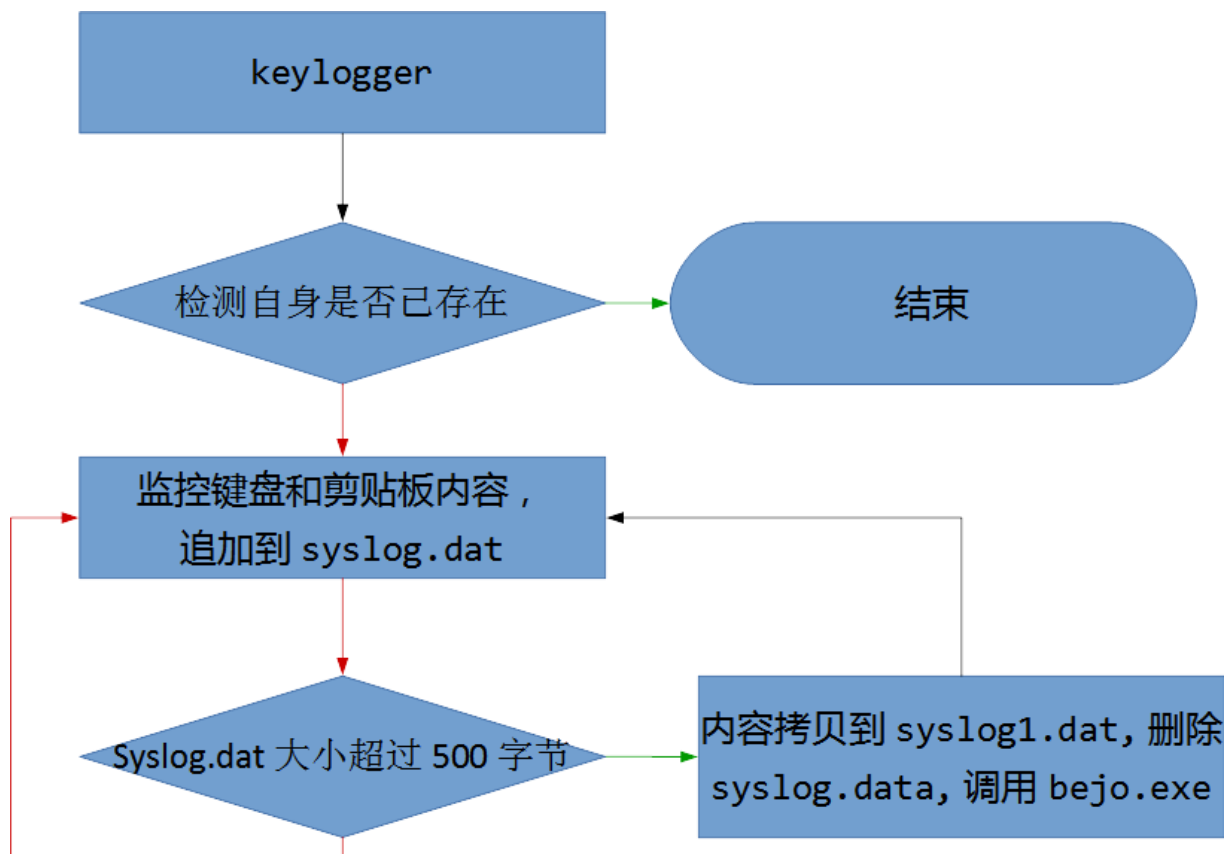 keylogger
检测自身是否已存在
结束
监控键盘和剪贴板内容，
追加到 syslog.dat
Syslog.dat 大小超过 500 字节
内容拷贝到 syslog1.dat, 删除
syslog.data, 调用 bejo.exe